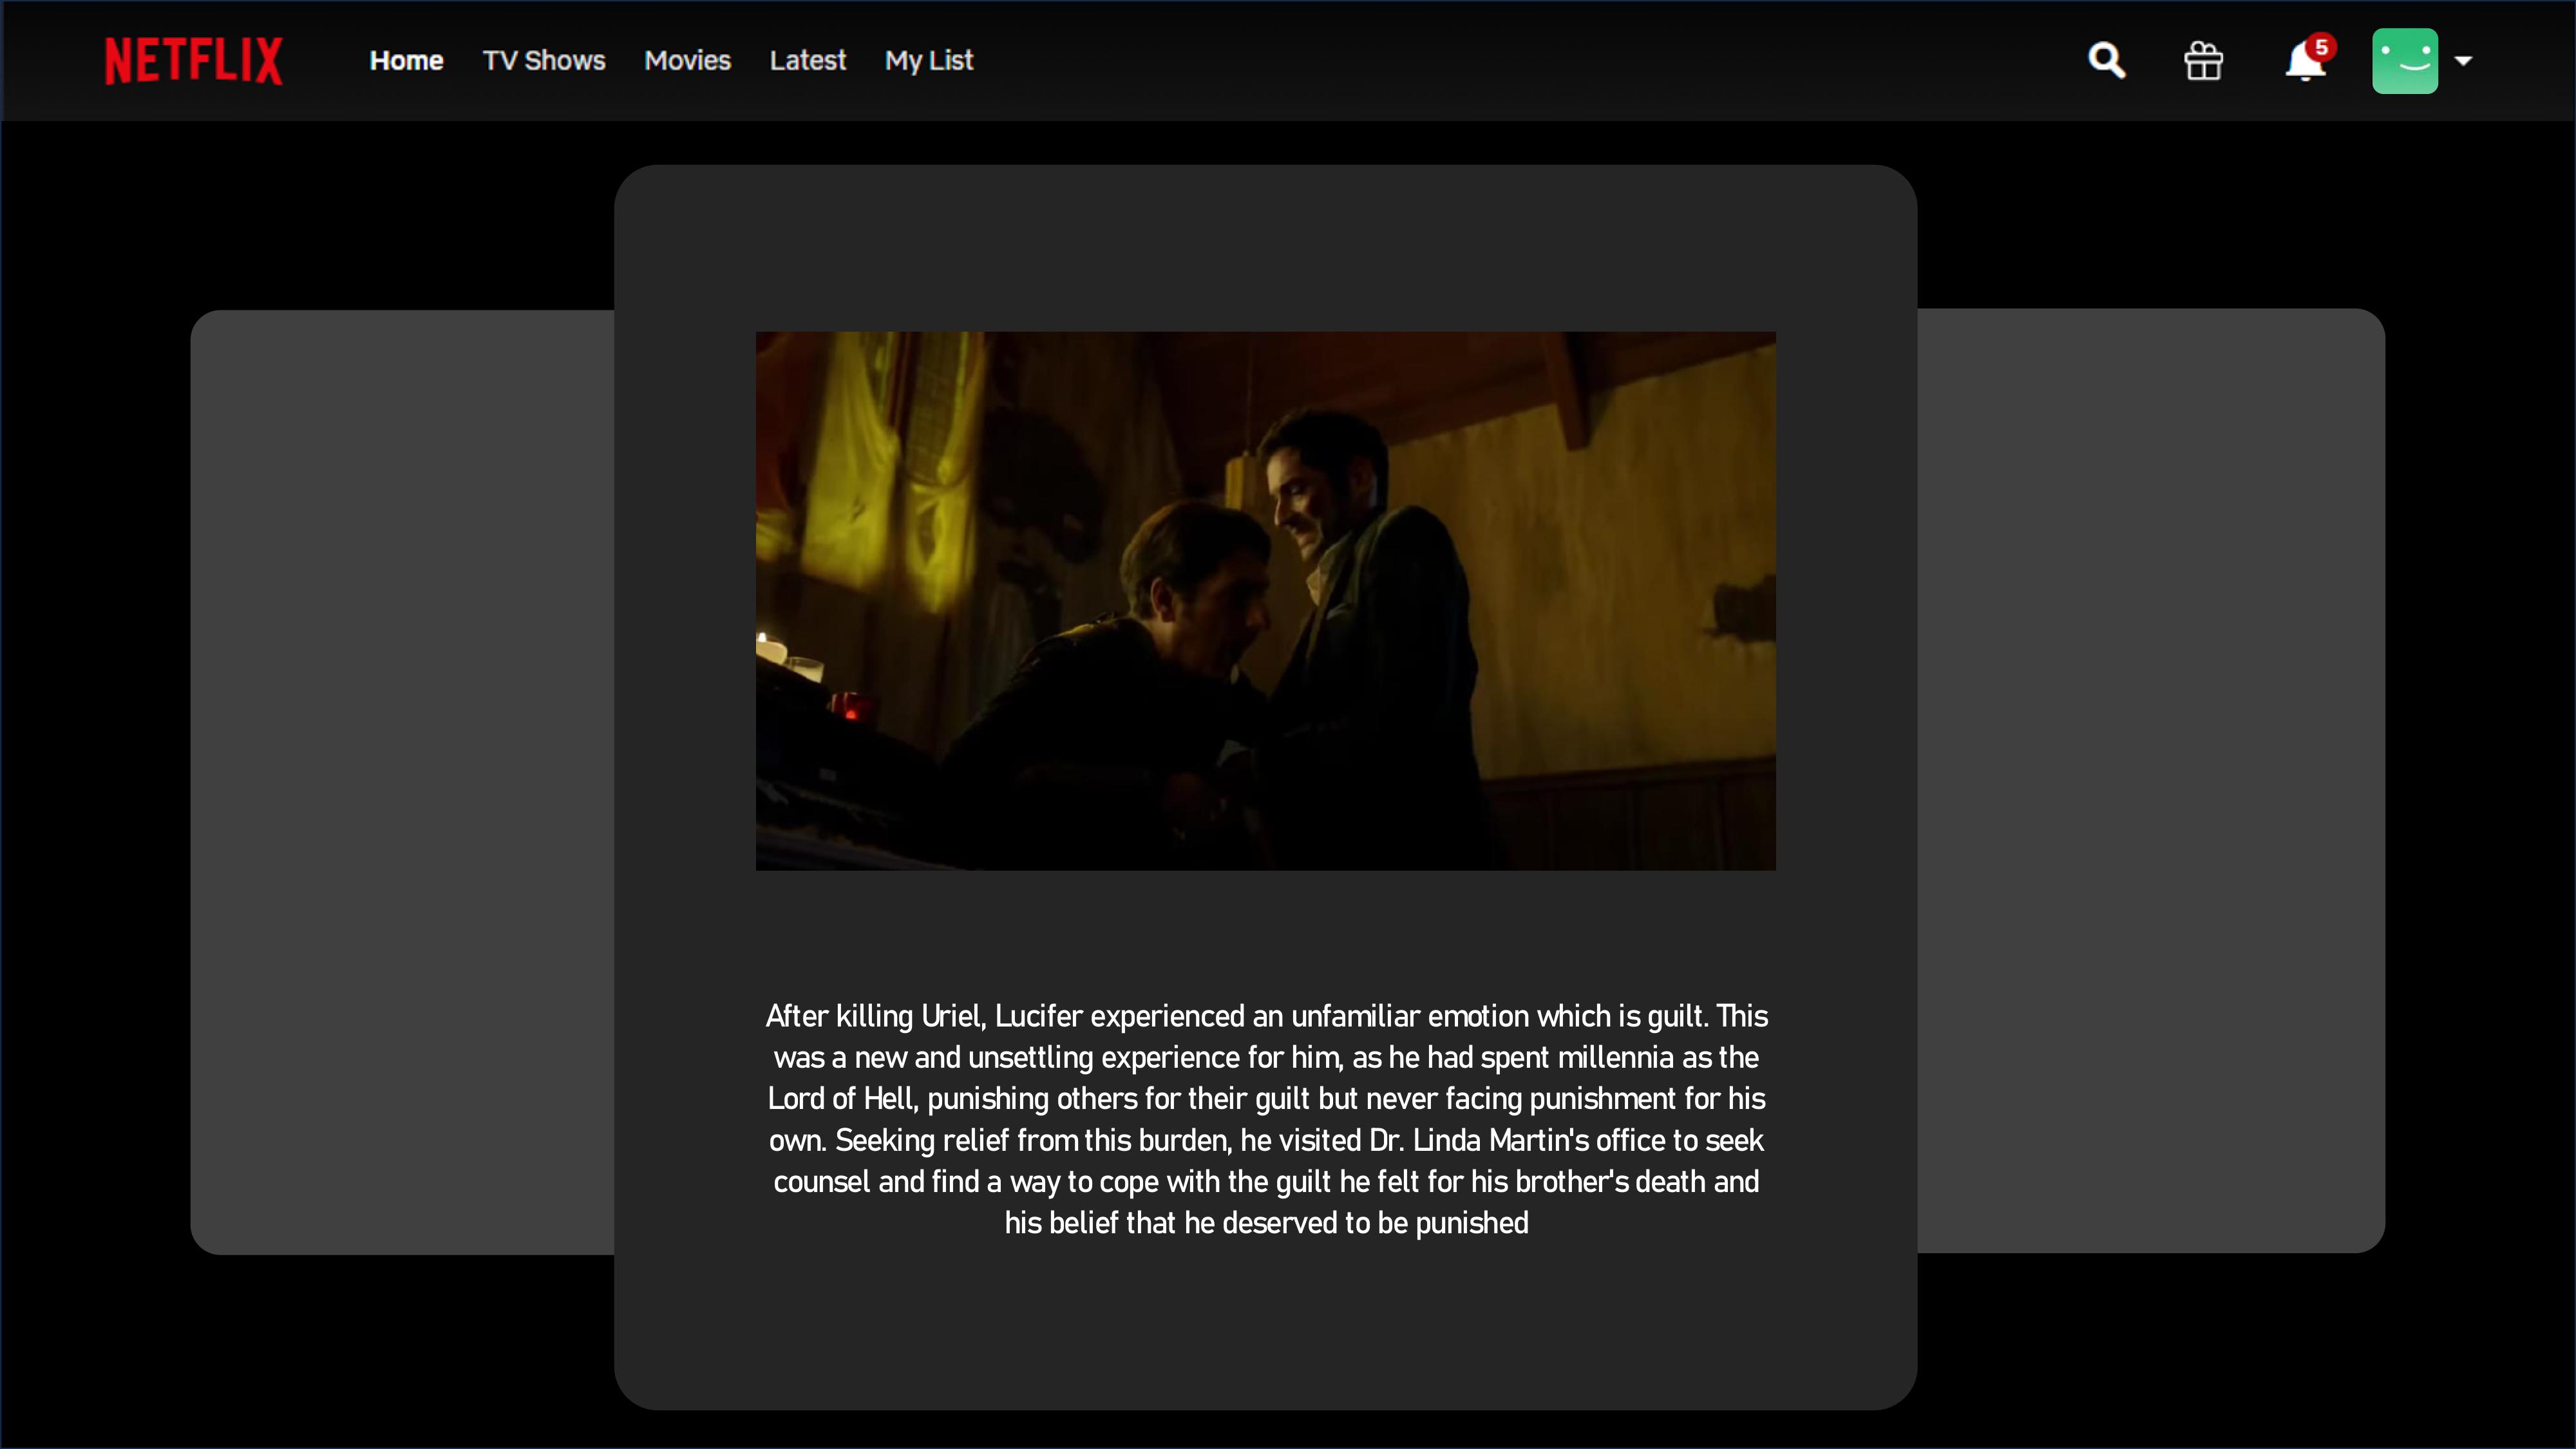 NETFLIX Home TV Shows Movies Latest My List 5
After killing Uriel, Lucifer experienced an unfamiliar emotion which is guilt. This
was a new and unsettling experience for him, as he had spent millennia as the
Lord of Hell, punishing others for their guilt but never facing punishment for his
own. Seeking relief from this burden, he visited Dr. Linda Martin's office to seek
counsel and find a way to cope with the guilt he felt for his brother's death and
his belief that he deserved to be punished